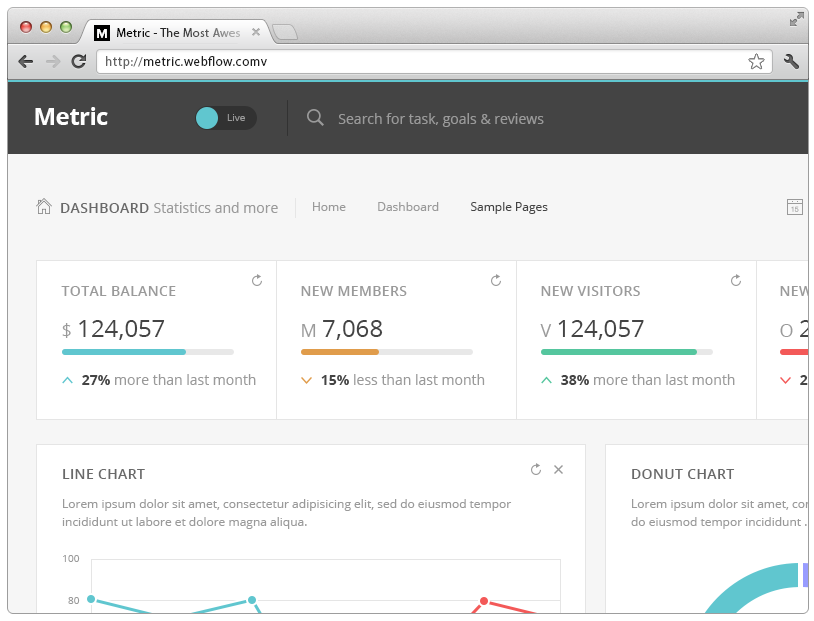 M Metric - The Most Awes
http://metric.webflow.comv
Metric
Live
Search for task, goals & reviews
DASHBOARD Statistics and more
Home
Dashboard
Sample Pages
15
TOTAL BALANCE
$ 124,057
27% more than last month
NEW MEMBERS
M 7,068
15% less than last month
NEW VISITORS
V 124,057
38% more than last month
NEW
O 2
2
LINE CHART
Lorem ipsum dolor sit amet, consectetur adipisicing elit, sed do eiusmod tempor
incididunt ut labore et dolore magna aliqua.
100
80
DONUT CHART
Lorem ipsum dolor sit amet,
do eiusmod tempor incididunt .